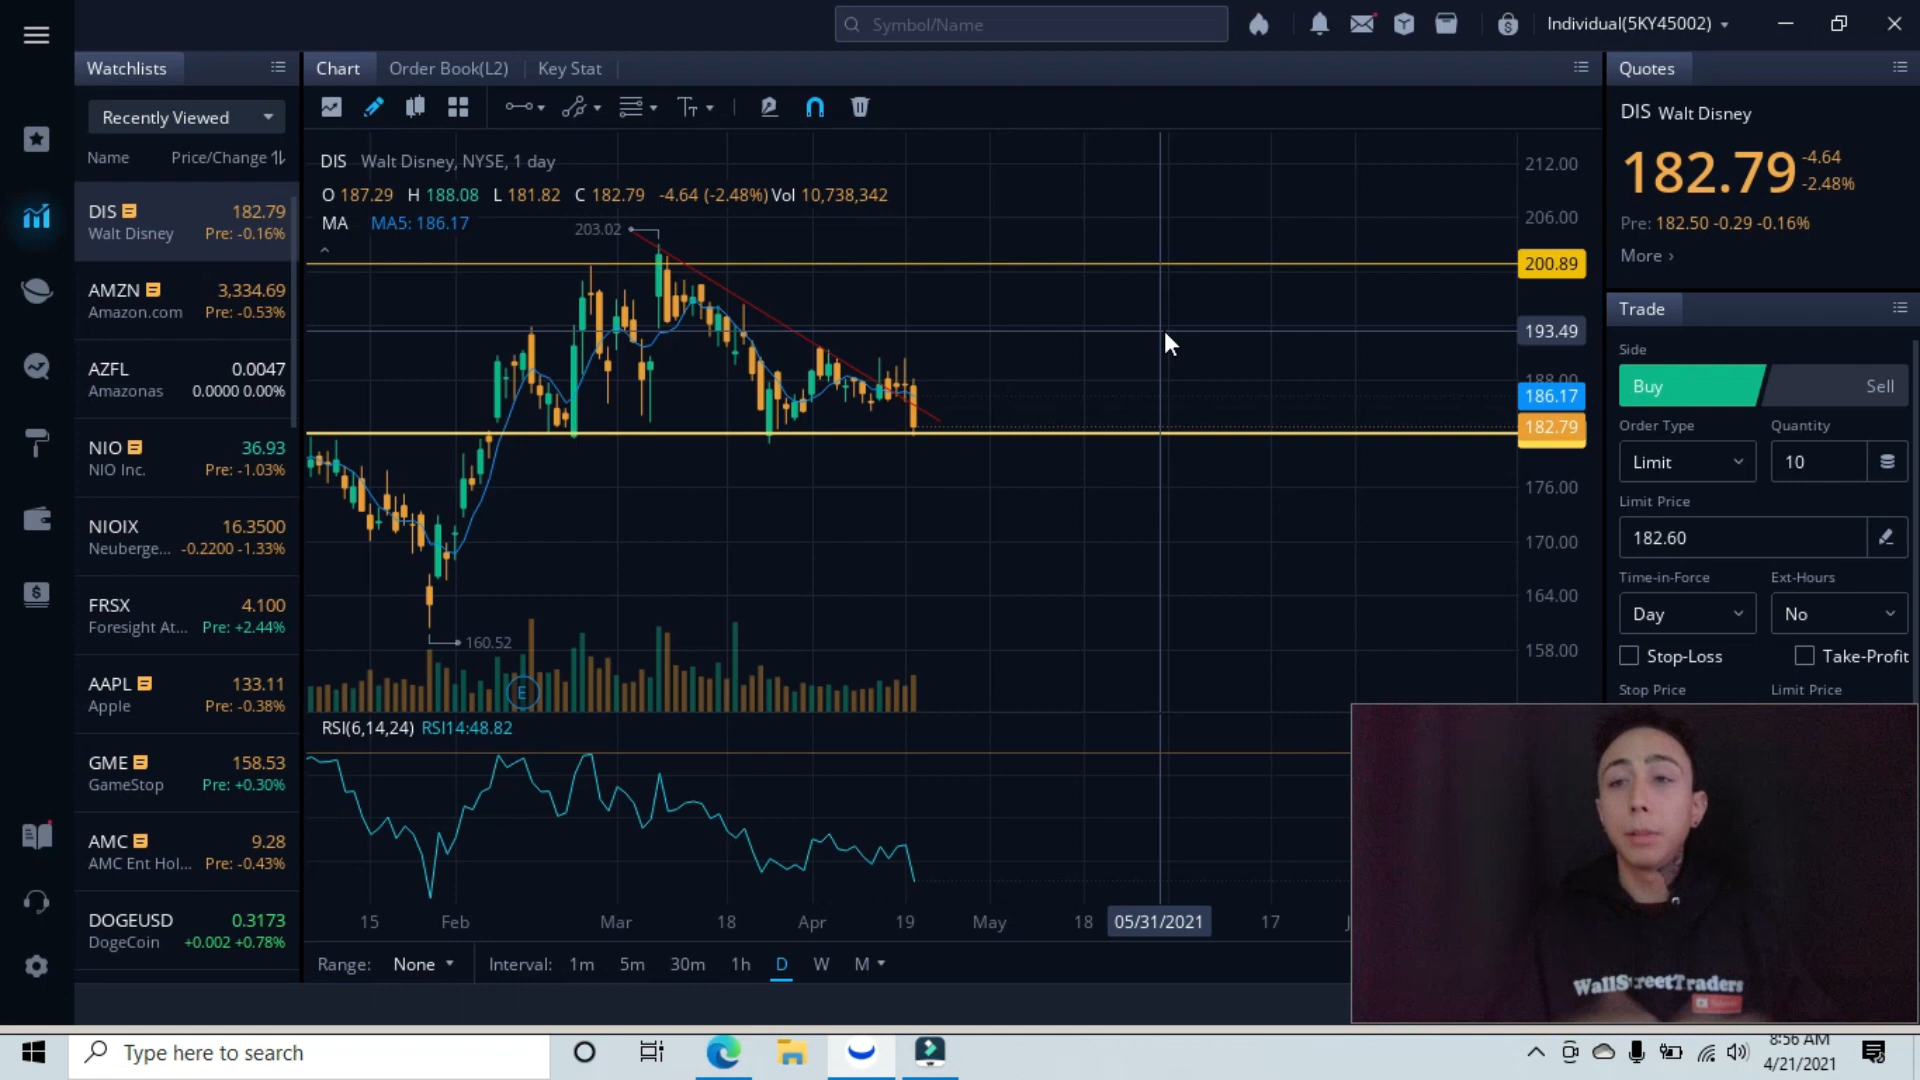 Symbol/Name
Individual(5KY45002)
Watchlists
Recently Viewed
Name Price/Change
DIS 182.79
Walt Disney Pre: -0.16%
AMZN 3,334.69
Amazon.com Pre: -0.53%
AZFL 0.0047
Amazonas 0.0000 0.00%
NIO 36.93
NIO Inc. Pre: -1.03%
NIOIX 16.3500
Neuberge... -0.2200 -1.33%
FRSX 4.100
Foresight At... Pre: +2.44%
AAPL 133.11
Apple Pre: -0.38%
GME 158.53
GameStop Pre: +0.30%
AMC 9.28
AMC Ent Hol... Pre: -0.43%
DOGEUSD 0.3173
DogeCoin +0.002 +0.78%
Chart Order Book(L2) Key Stat
DIS Walt Disney, NYSE, 1 day
O 187.29 H 188.08 L 181.82 C 182.79 -4.64 (-2.48%) Vol 10,738,342
MA MA5: 186.17
203.02
160.52
E
212.00
206.00
200.89
193.49
188.00
186.17
182.79
176.00
170.00
164.00
158.00
RSI(6,14,24) RSI14:48.82
15 Feb Mar 18 Apr 19 May 18 05/31/2021 17
Range: None Interval: 1m 5m 30m 1h D W M
Quotes
DIS Walt Disney
182.79 -4.64
-2.48%
Pre: 182.50 -0.29 -0.16%
More ›
Trade
Side
Buy Sell
Order Type Quantity
Limit 10
Limit Price
182.60
Time-in-Force Ext-Hours
Day No
Stop-Loss Take-Profit
Stop Price Limit Price
WallStreetTraders
Type here to search
8:56 AM
4/21/2021